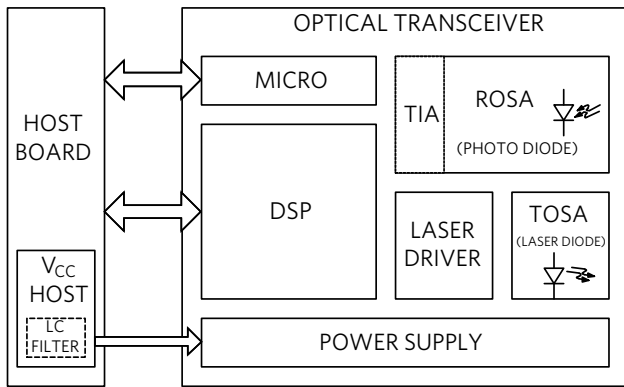 OPTICAL TRANSCEIVER
HOST
BOARD
MICRO
TIA
ROSA
(PHOTO DIODE)
DSP
LASER
DRIVER
TOSA
(LASER DIODE)
VCC
HOST
LC
FILTER
POWER SUPPLY